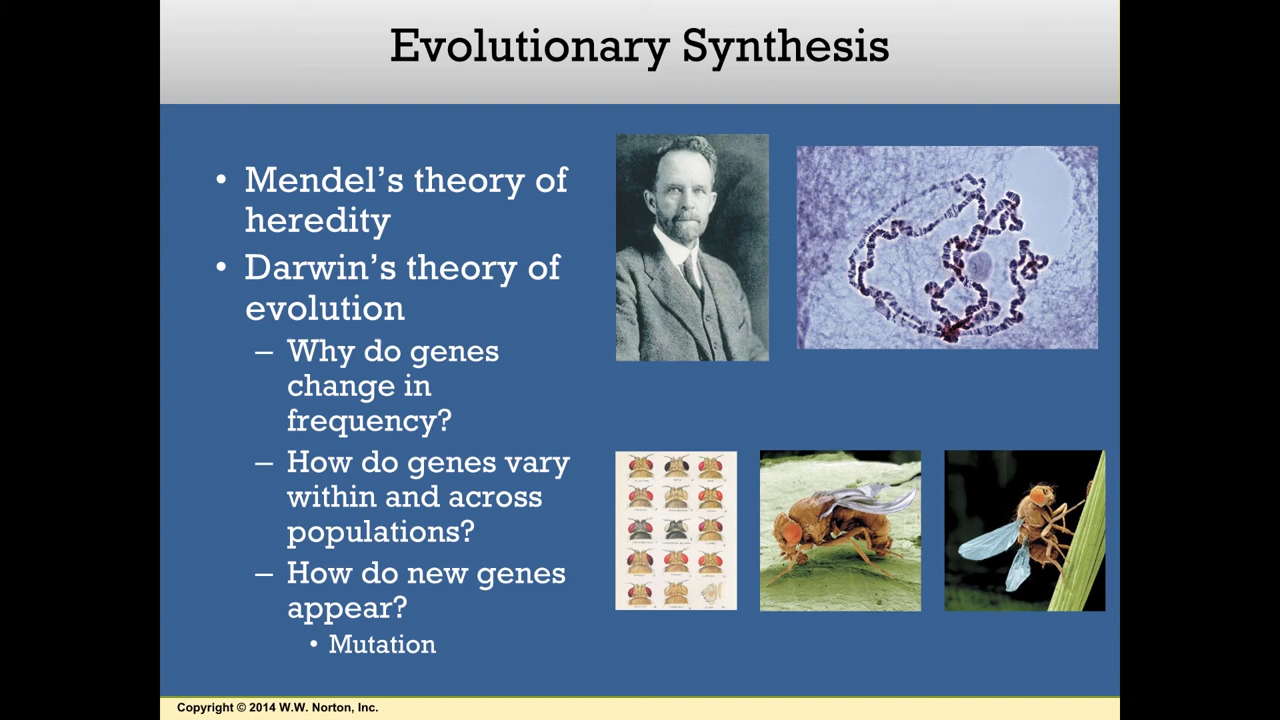 Evolutionary Synthesis
• Mendel’s theory of
heredity
• Darwin’s theory of
evolution
– Why do genes
change in
frequency?
– How do genes vary
within and across
populations?
– How do new genes
appear?
• Mutation
Copyright © 2014 W.W. Norton, Inc.